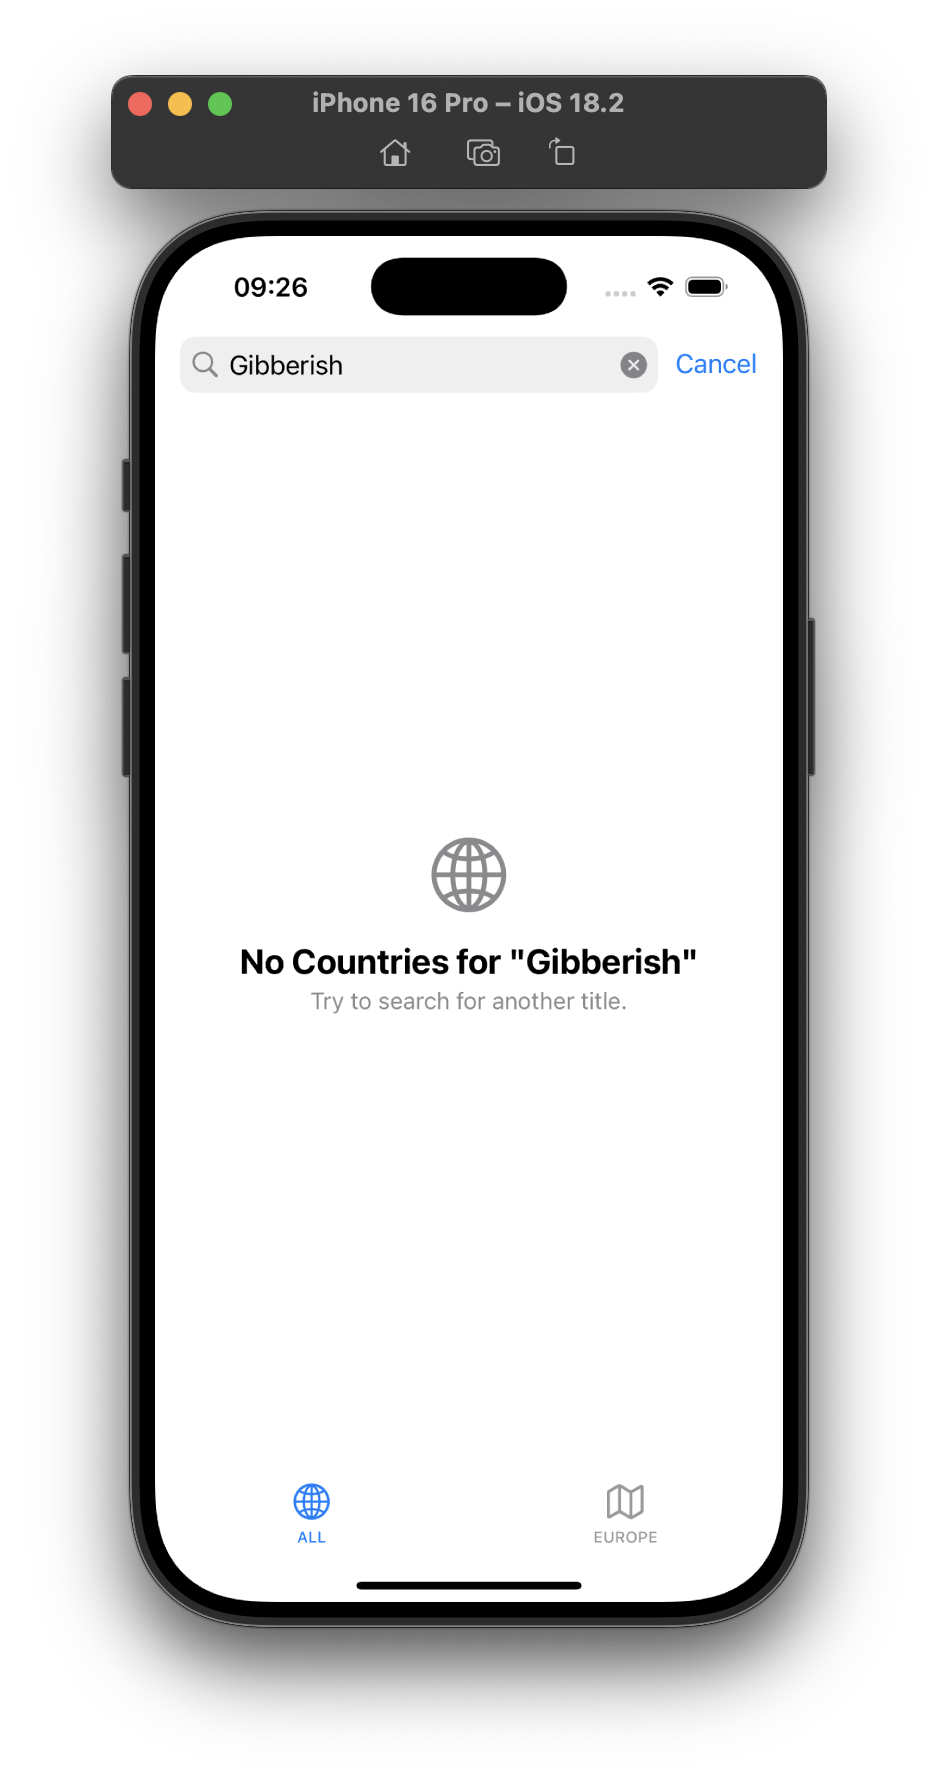 iPhone 16 Pro – iOS 18.2
09:26
Gibberish
Cancel
No Countries for "Gibberish"
Try to search for another title.
ALL
EUROPE